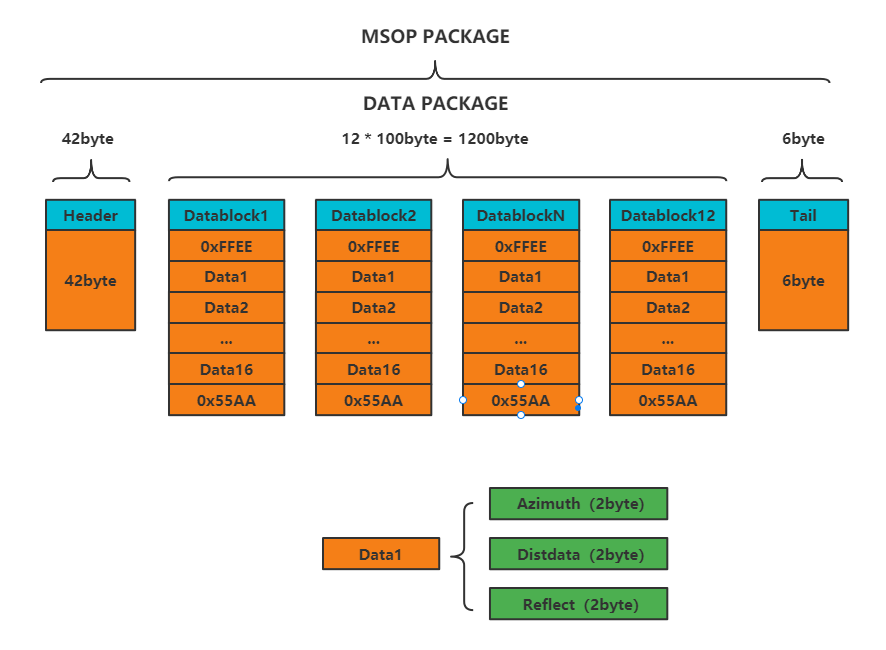 MSOP PACKAGE
DATA PACKAGE
42byte
12 * 100byte = 1200byte
6byte
Header
Datablock1
Datablock2
DatablockN
Datablock12
Tail
42byte
0xFFEE
Data1
Data2
...
Data16
0x55AA
0xFFEE
Data1
Data2
...
Data16
0x55AA
0xFFEE
Data1
Data2
...
Data16
0x55AA
0xFFEE
Data1
Data2
...
Data16
0x55AA
6byte
Data1
Azimuth (2byte)
Distdata (2byte)
Reflect (2byte)